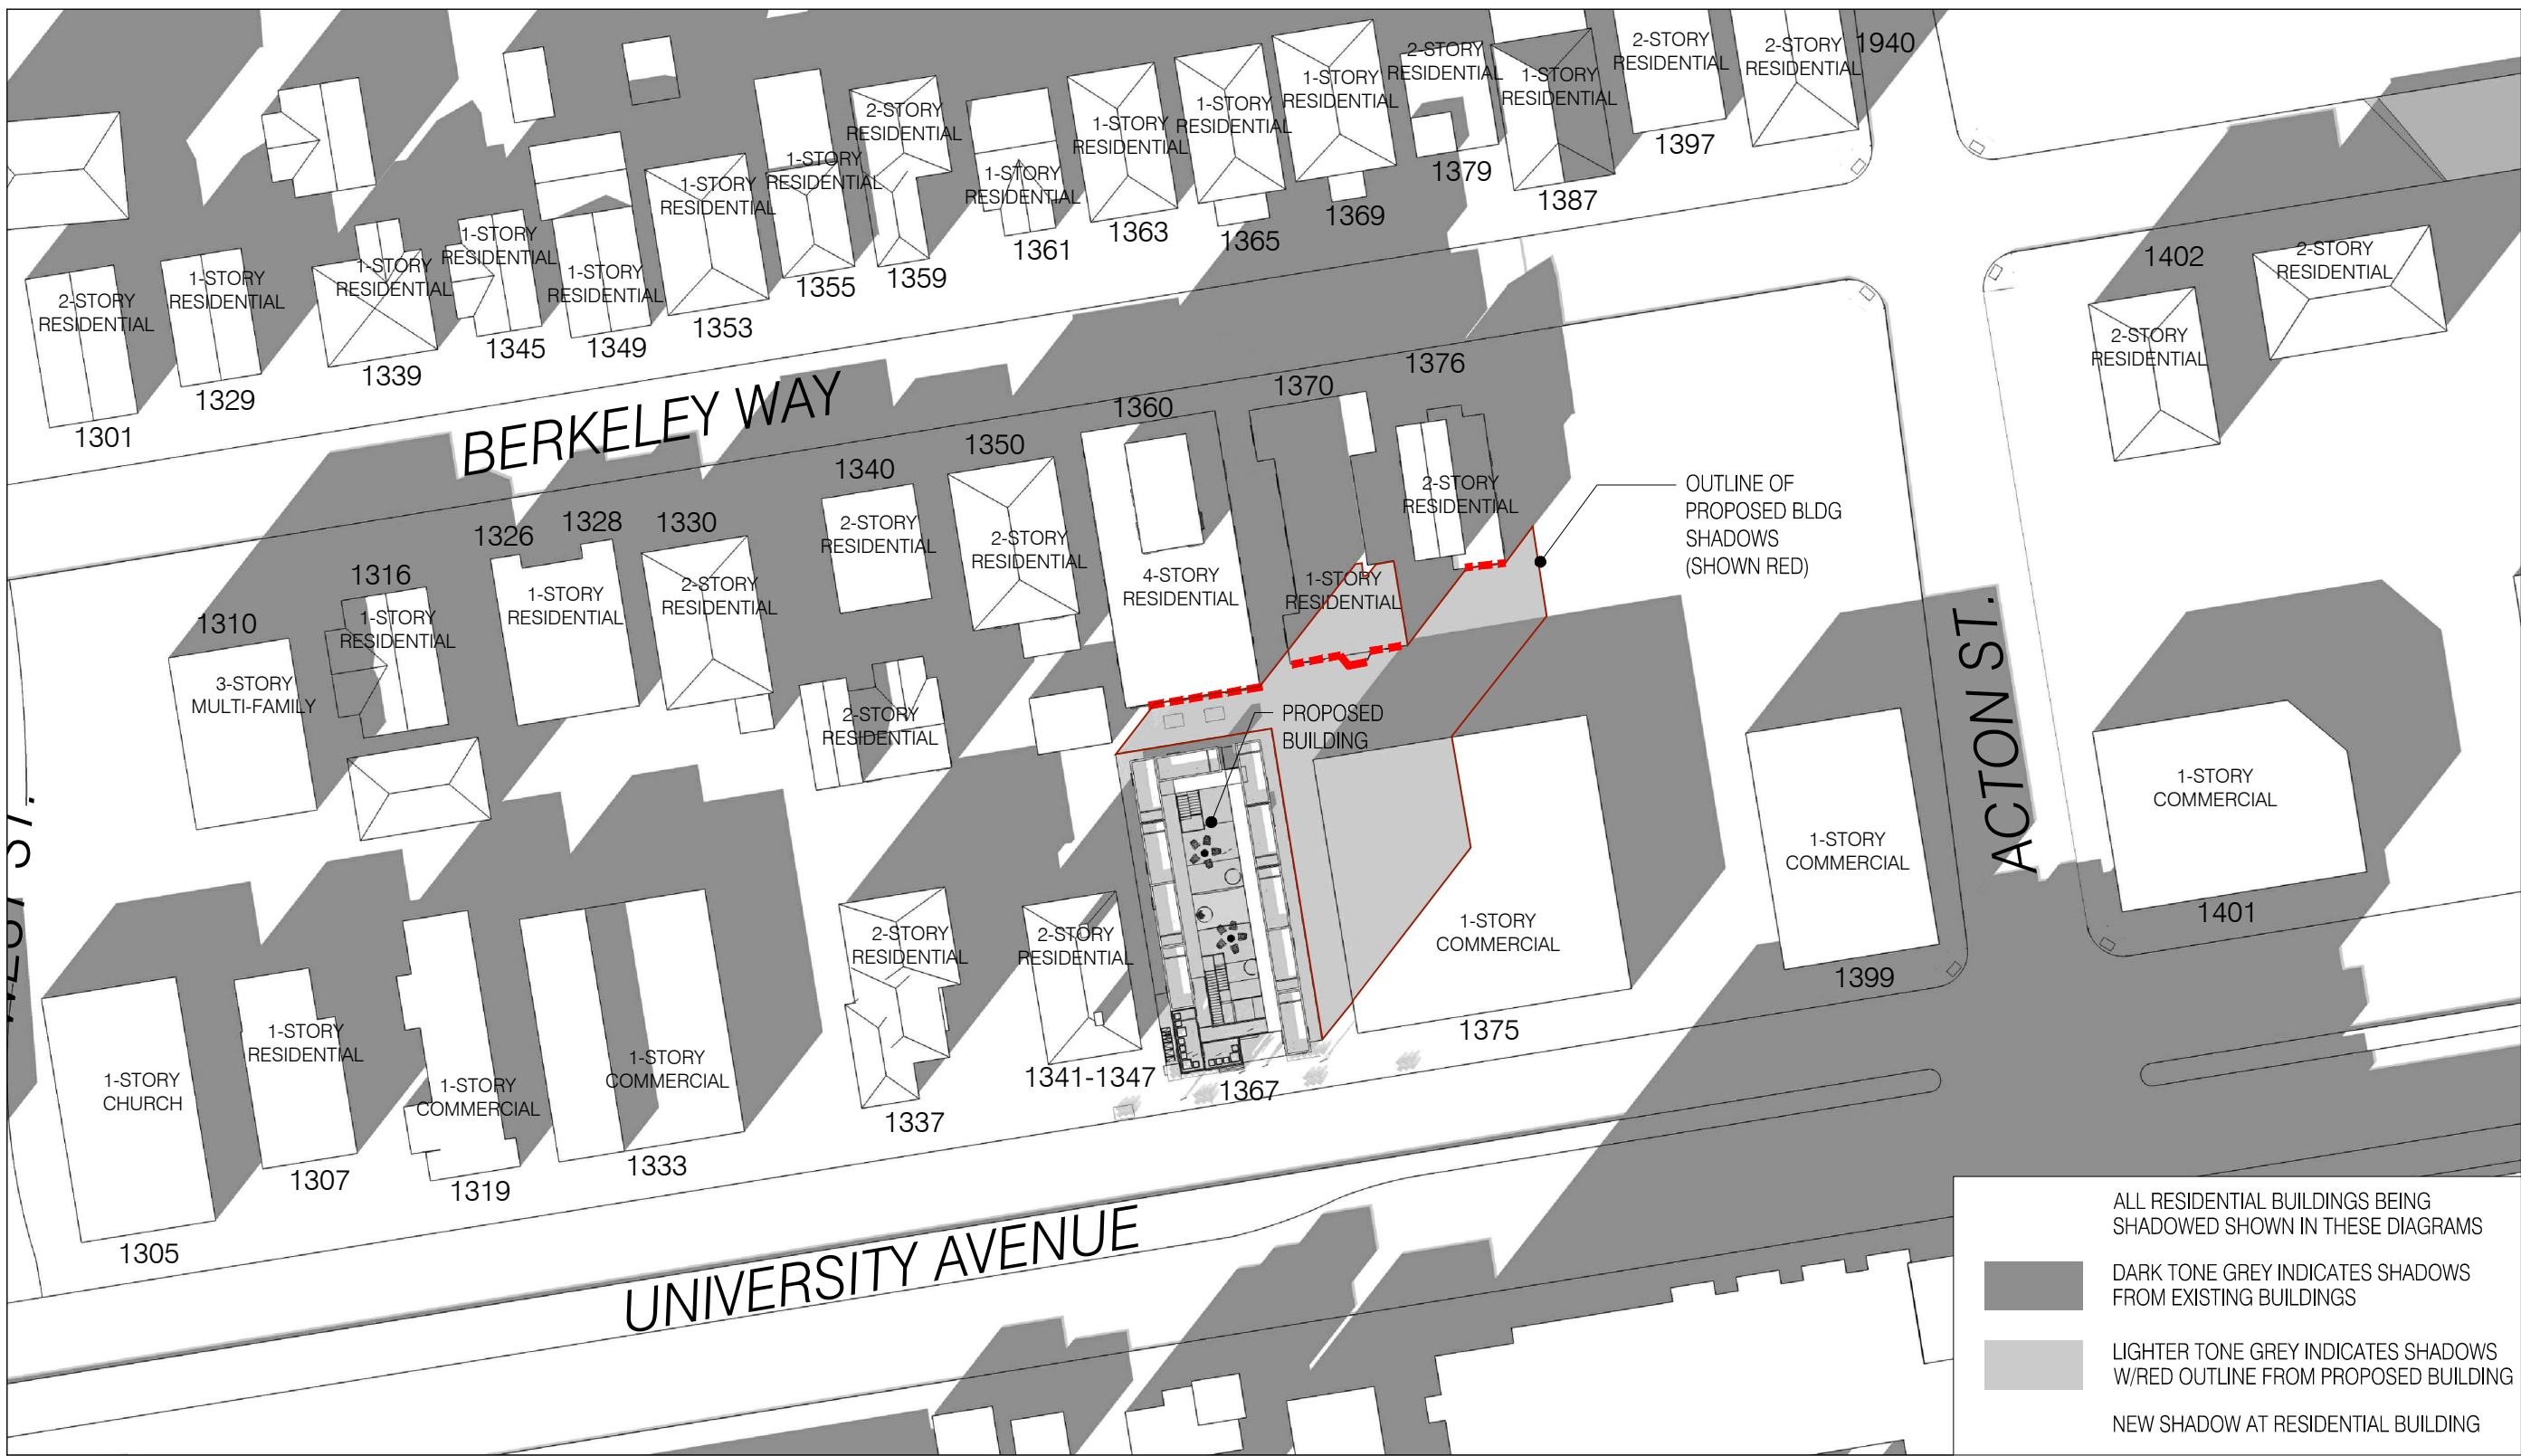 1940
2-STORY
RESIDENTIAL
2-STORY
RESIDENTIAL
2-STORY
RESIDENTIAL
1-STORY
RESIDENTIAL
1-STORY
RESIDENTIAL
1-STORY
RESIDENTIAL
1-STORY
RESIDENTIAL
2-STORY
RESIDENTIAL
1-STORY
RESIDENTIAL
1-STORY
RESIDENTIAL
1-STORY
RESIDENTIAL
1-STORY
RESIDENTIAL
1-STORY
RESIDENTIAL
1-STORY
RESIDENTIAL
1-STORY
RESIDENTIAL
1-STORY
RESIDENTIAL
2-STORY
RESIDENTIAL
1397
1379
1387
1369
1365
1363
1361
1359
1355
1353
1349
1345
1339
1329
1301
1402
2-STORY
RESIDENTIAL
2-STORY
RESIDENTIAL
BERKELEY WAY
1376
1370
1360
1350
1340
1330
1328
1326
1316
1310
2-STORY
RESIDENTIAL
1-STORY
RESIDENTIAL
4-STORY
RESIDENTIAL
2-STORY
RESIDENTIAL
2-STORY
RESIDENTIAL
2-STORY
RESIDENTIAL
1-STORY
RESIDENTIAL
1-STORY
RESIDENTIAL
3-STORY
MULTI-FAMILY
2-STORY
RESIDENTIAL
OUTLINE OF
PROPOSED BLDG
SHADOWS
(SHOWN RED)
PROPOSED
BUILDING
ACTON ST.
WEST ST.
1-STORY
COMMERCIAL
1401
1-STORY
COMMERCIAL
1399
1-STORY
COMMERCIAL
1375
1367
2-STORY
RESIDENTIAL
1341-1347
2-STORY
RESIDENTIAL
1337
1-STORY
COMMERCIAL
1333
1-STORY
COMMERCIAL
1319
1-STORY
RESIDENTIAL
1307
1-STORY
CHURCH
1305
UNIVERSITY AVENUE
ALL RESIDENTIAL BUILDINGS BEING
SHADOWED SHOWN IN THESE DIAGRAMS
DARK TONE GREY INDICATES SHADOWS
FROM EXISTING BUILDINGS
LIGHTER TONE GREY INDICATES SHADOWS
W/RED OUTLINE FROM PROPOSED BUILDING
NEW SHADOW AT RESIDENTIAL BUILDING